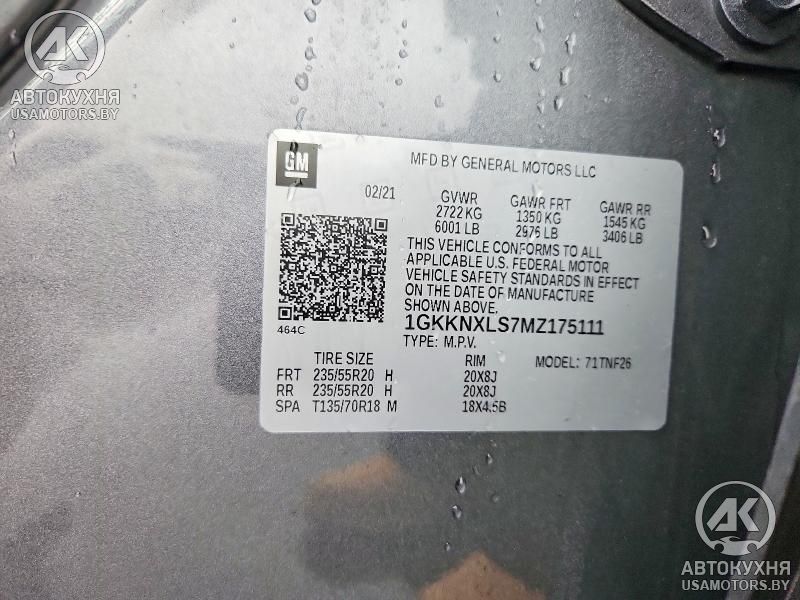 АВТОКУХНЯ
USAMOTORS.BY
GM
MFD BY GENERAL MOTORS LLC
02/21
GVWR GAWR FRT GAWR RR
2722 KG 1350 KG 1545 KG
6001 LB 2976 LB 3406 LB
THIS VEHICLE CONFORMS TO ALL
APPLICABLE U.S. FEDERAL MOTOR
VEHICLE SAFETY STANDARDS IN EFFECT
ON THE DATE OF MANUFACTURE
SHOWN ABOVE.
464C
1GKKNXLS7MZ175111
TYPE: M.P.V.
TIRE SIZE RIM MODEL: 71TNF26
FRT 235/55R20 H 20X8J
RR 235/55R20 H 20X8J
SPA T135/70R18 M 18X4.5B
АВТОКУХНЯ
USAMOTORS.BY